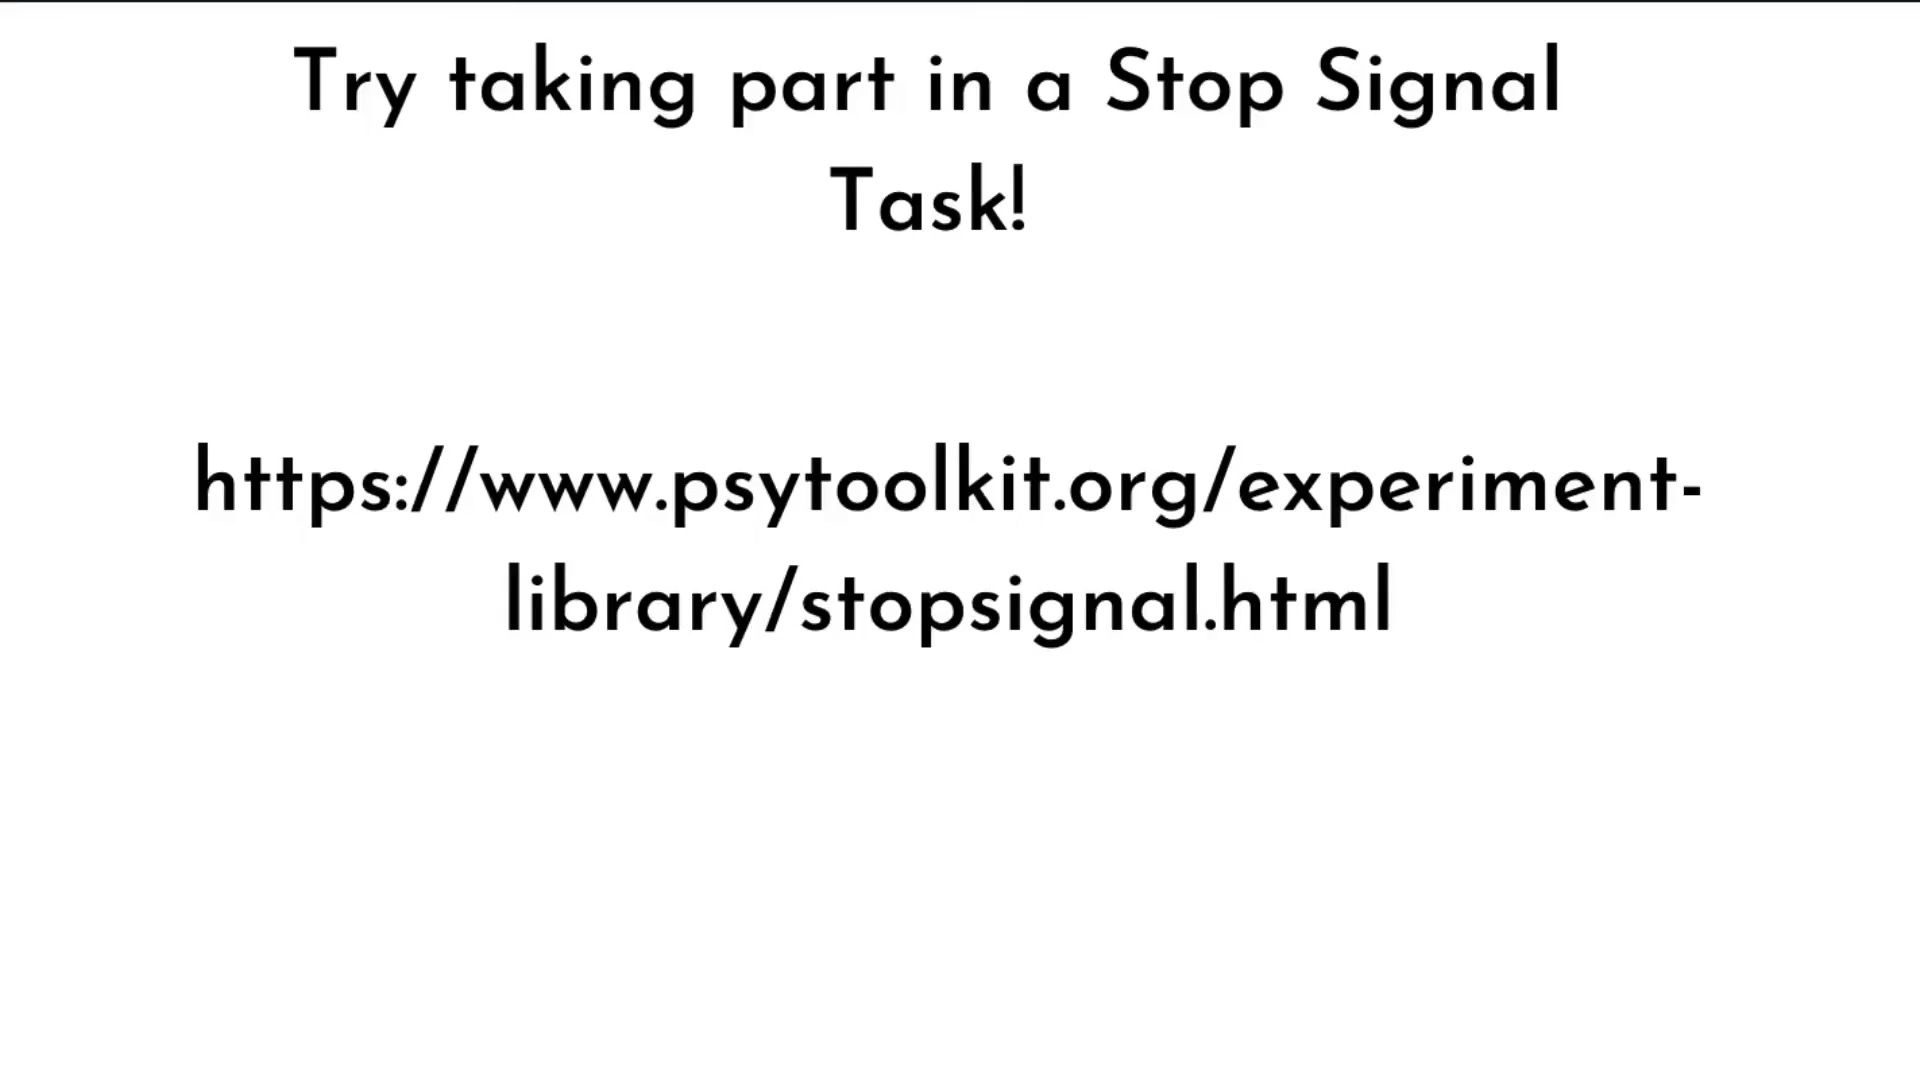 Try taking part in a Stop Signal
Task!
https://www.psytoolkit.org/experiment-
library/stopsignal.html